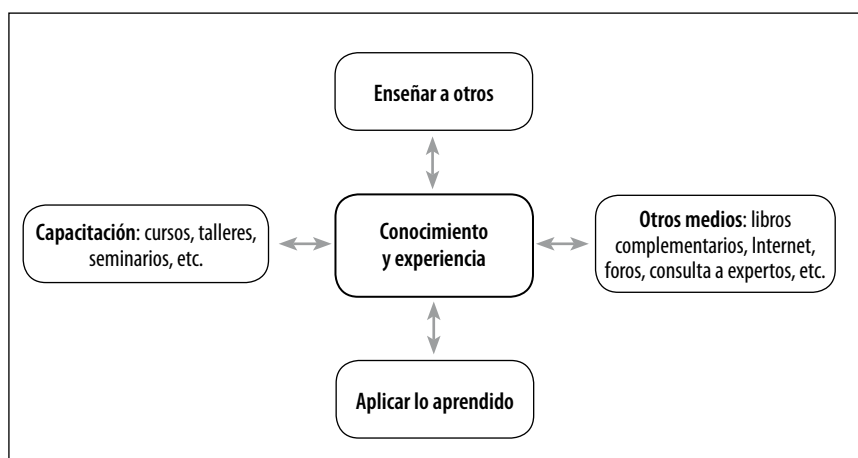 Enseñar a otros
Capacitación: cursos, talleres,
seminarios, etc.
Conocimiento
y experiencia
Otros medios: libros
complementarios, Internet,
foros, consulta a expertos, etc.
Aplicar lo aprendido